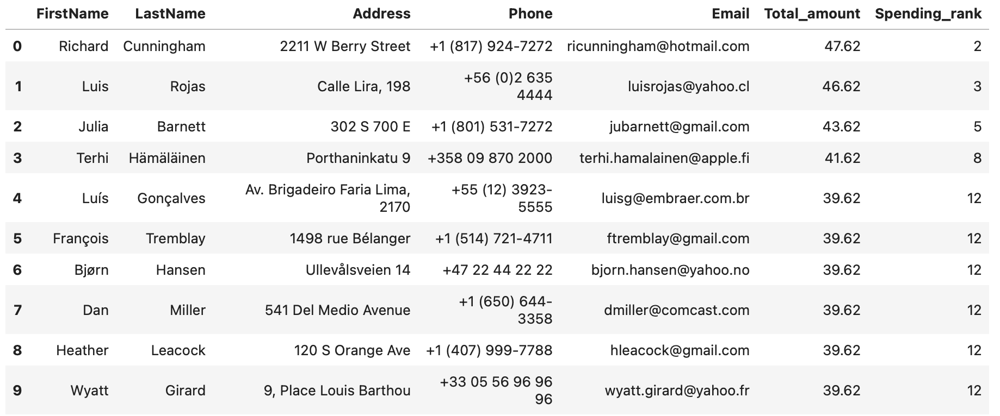 FirstName LastName Address Phone Email Total_amount Spending_rank
0 Richard Cunningham 2211 W Berry Street +1 (817) 924-7272 ricunningham@hotmail.com 47.62 2
1 Luis Rojas Calle Lira, 198 +56 (0)2 635 4444 luisrojas@yahoo.cl 46.62 3
2 Julia Barnett 302 S 700 E +1 (801) 531-7272 jubarnett@gmail.com 43.62 5
3 Terhi Hämäläinen Porthaninkatu 9 +358 09 870 2000 terhi.hamalainen@apple.fi 41.62 8
4 Luís Gonçalves Av. Brigadeiro Faria Lima, 2170 +55 (12) 3923-5555 luisg@embraer.com.br 39.62 12
5 François Tremblay 1498 rue Bélanger +1 (514) 721-4711 ftremblay@gmail.com 39.62 12
6 Bjørn Hansen Ullevålsveien 14 +47 22 44 22 22 bjorn.hansen@yahoo.no 39.62 12
7 Dan Miller 541 Del Medio Avenue +1 (650) 644-3358 dmiller@comcast.com 39.62 12
8 Heather Leacock 120 S Orange Ave +1 (407) 999-7788 hleacock@gmail.com 39.62 12
9 Wyatt Girard 9, Place Louis Barthou +33 05 56 96 96 96 wyatt.girard@yahoo.fr 39.62 12